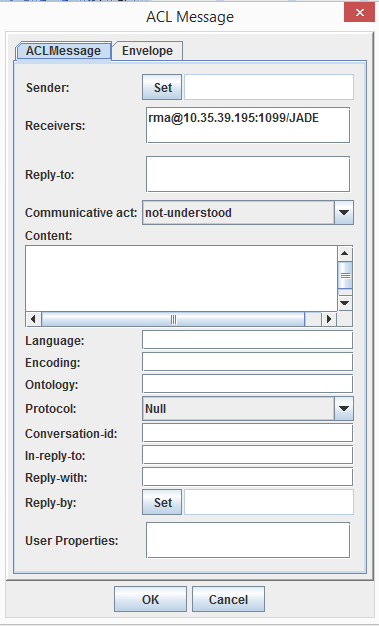 ACL Message
ACLMessage Envelope
Sender: Set
Receivers: rma@10.35.39.195:1099/JADE
Reply-to:
Communicative act: not-understood
Content:
Language:
Encoding:
Ontology:
Protocol: Null
Conversation-id:
In-reply-to:
Reply-with:
Reply-by: Set
User Properties:
OK Cancel